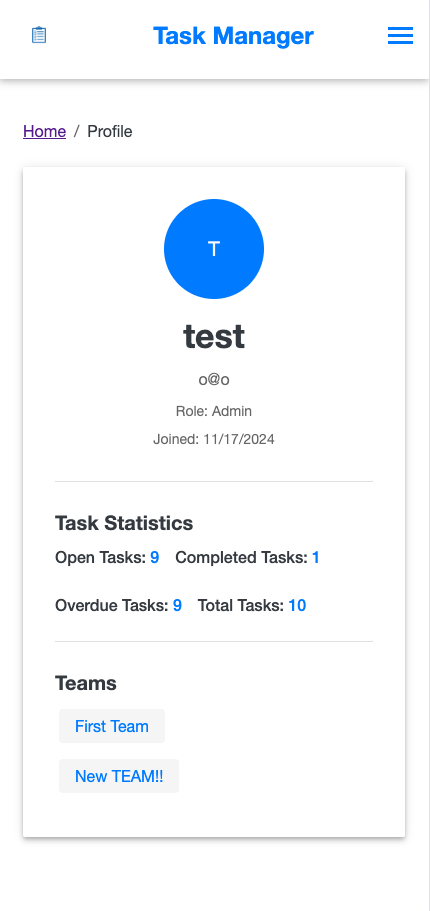 Task Manager
Home / Profile
T
test
o@o
Role: Admin
Joined: 11/17/2024
Task Statistics
Open Tasks: 9 Completed Tasks: 1
Overdue Tasks: 9 Total Tasks: 10
Teams
First Team
New TEAM!!